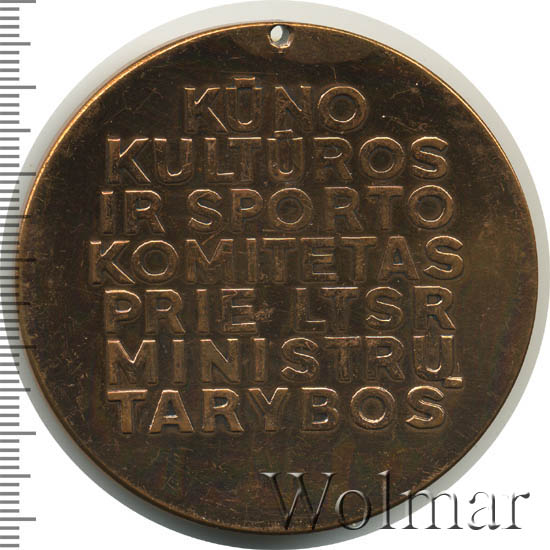 KŪNO
KULTŪROS
IR SPORTO
KOMITETAS
PRIE LTSR
MINISTRŲ
TARYBOS
Wolmar